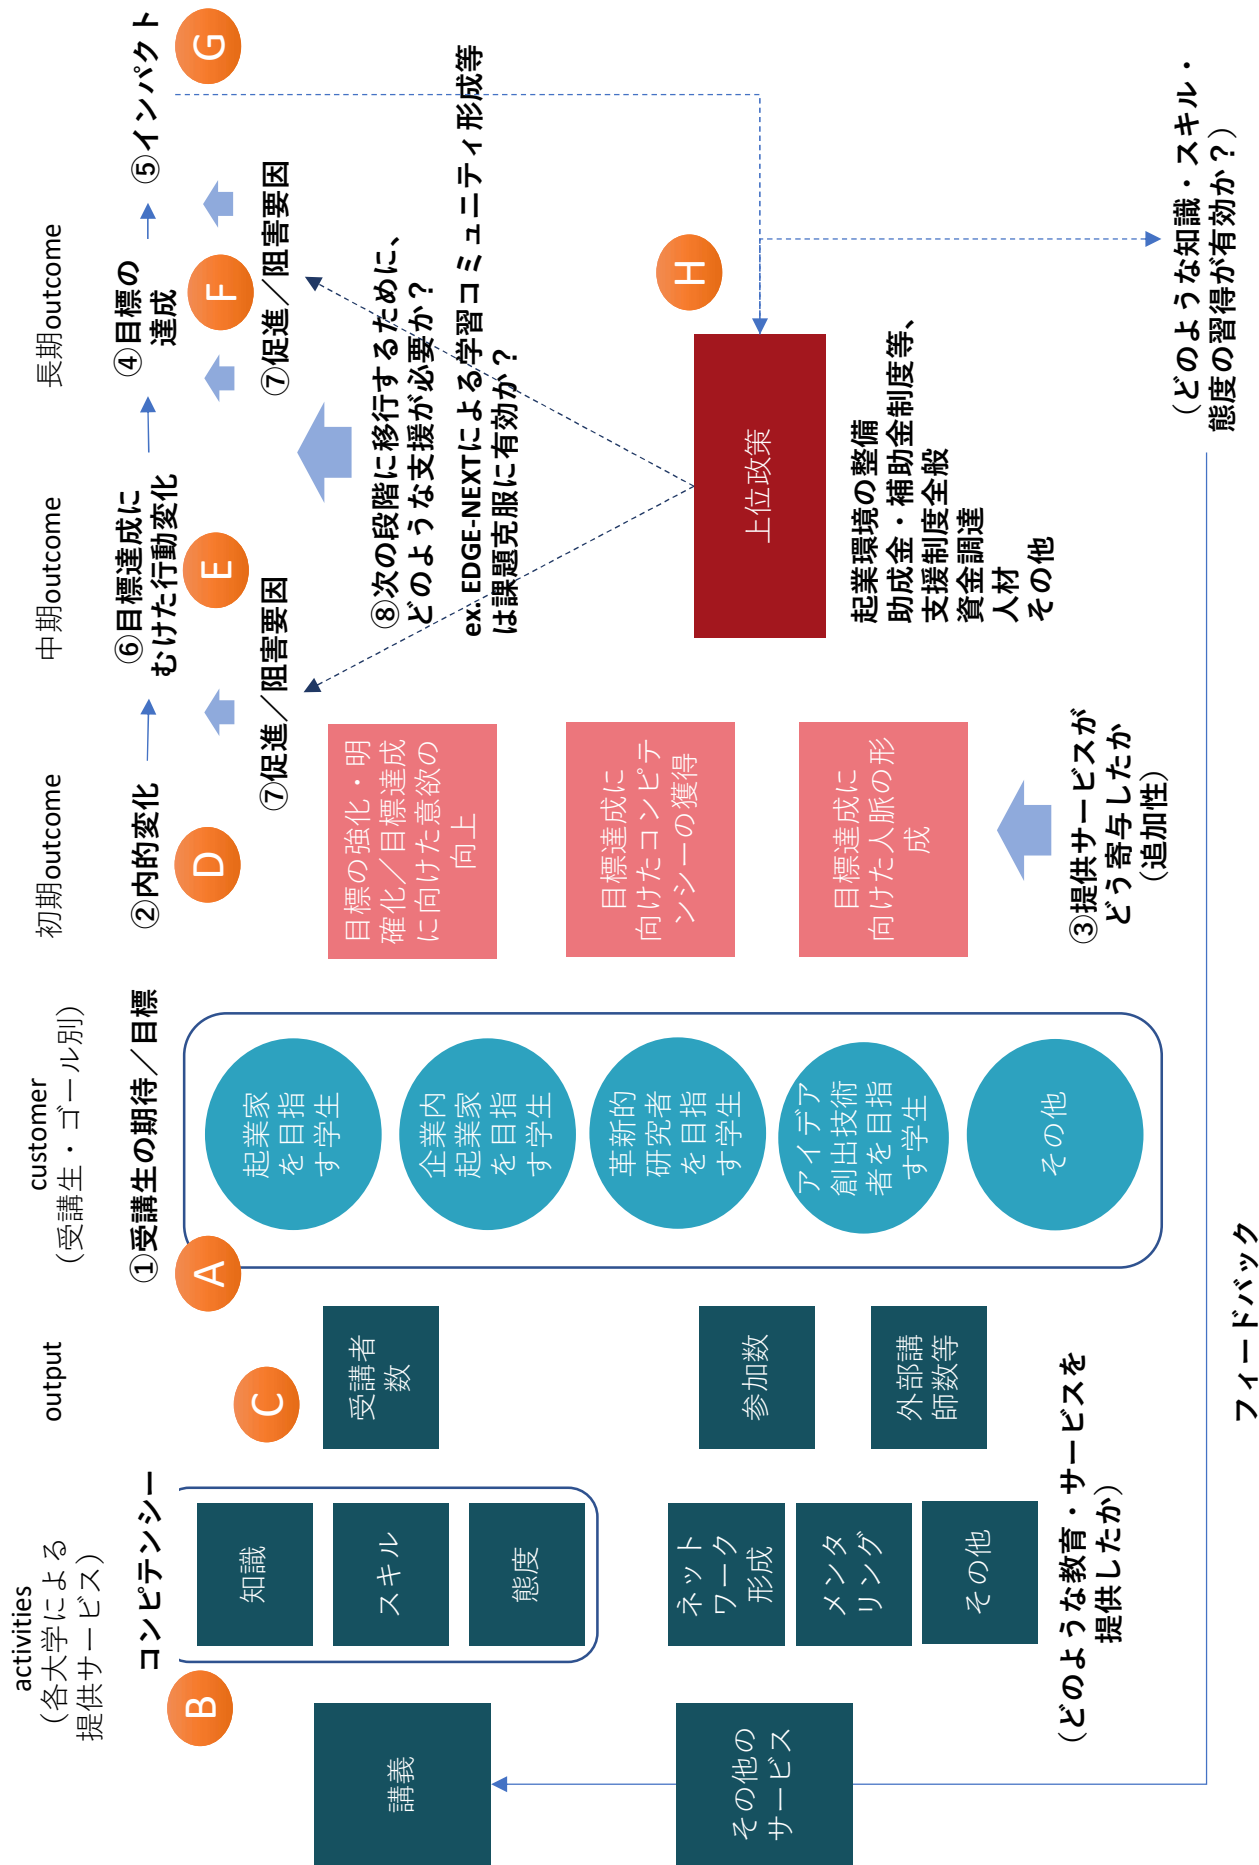 activities
（各大学による
提供サービス）
output
customer
（受講生・ゴール別）
初期outcome
中期outcome
長期outcome
コンピテンシー
①受講生の期待／目標
②内的変化
⑥目標達成に
むけた行動変化
④目標の
達成
⑤インパクト
B
C
A
D
E
F
G
⑦促進／阻害要因
⑦促進／阻害要因
講義
知識
スキル
態度
受講者
数
起業家
を目指
す学生
企業内
起業家
を目指
す学生
革新的
研究者
を目指
す学生
アイデア
創出技術
者を目指
す学生
その他
目標の強化・明
確化／目標達成
に向けた意欲の
向上
目標達成に
向けたコンピテ
ンシーの獲得
目標達成に
向けた人脈の形
成
⑧次の段階に移行するために、
どのような支援が必要か？
ex. EDGE-NEXTによる学習コミュニティ形成等
は課題克服に有効か？
その他の
サービス
ネット
ワーク
形成
メンタ
リング
その他
参加数
外部講
師数等
H
上位政策
起業環境の整備
助成金・補助金制度等、
支援制度全般
資金調達
人材
その他
（どのような教育・サービスを
提供したか）
③提供サービスが
どう寄与したか
（追加性）
（どのような知識・スキル・
態度の習得が有効か？）
フィードバック